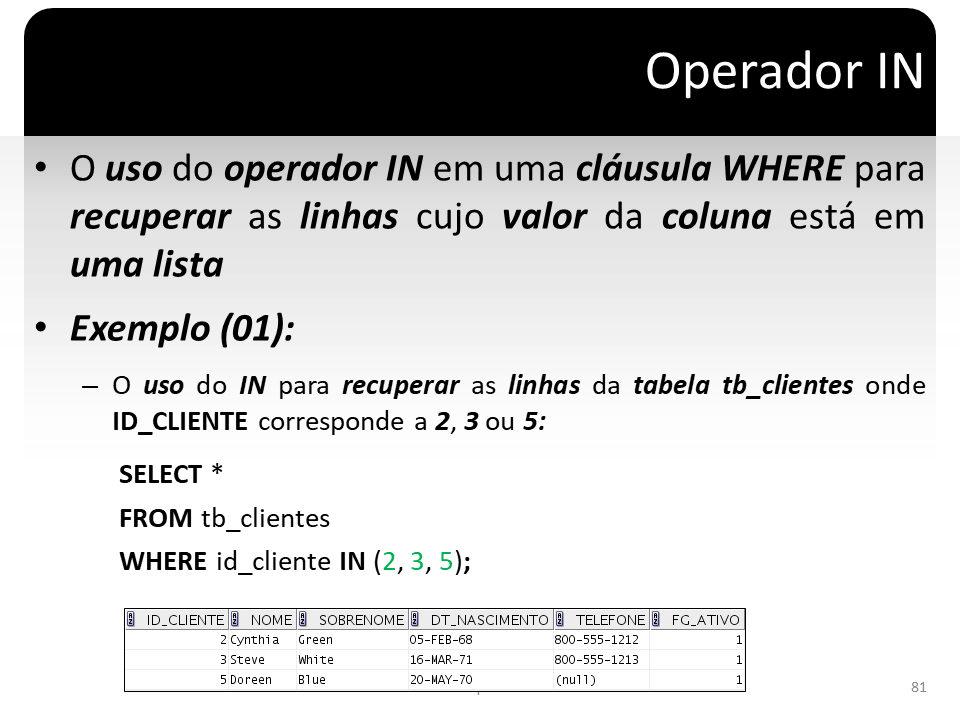 Operador IN
• O uso do operador IN em uma cláusula WHERE para
recuperar as linhas cujo valor da coluna está em
uma lista
• Exemplo (01):
– O uso do IN para recuperar as linhas da tabela tb_clientes onde
ID_CLIENTE corresponde a 2, 3 ou 5:
SELECT *
FROM tb_clientes
WHERE id_cliente IN (2, 3, 5);
ID_CLIENTE NOME SOBRENOME DT_NASCIMENTO TELEFONE FG_ATIVO
2 Cynthia Green 05-FEB-68 800-555-1212 1
3 Steve White 16-MAR-71 800-555-1213 1
5 Doreen Blue 20-MAY-70 (null) 1
81